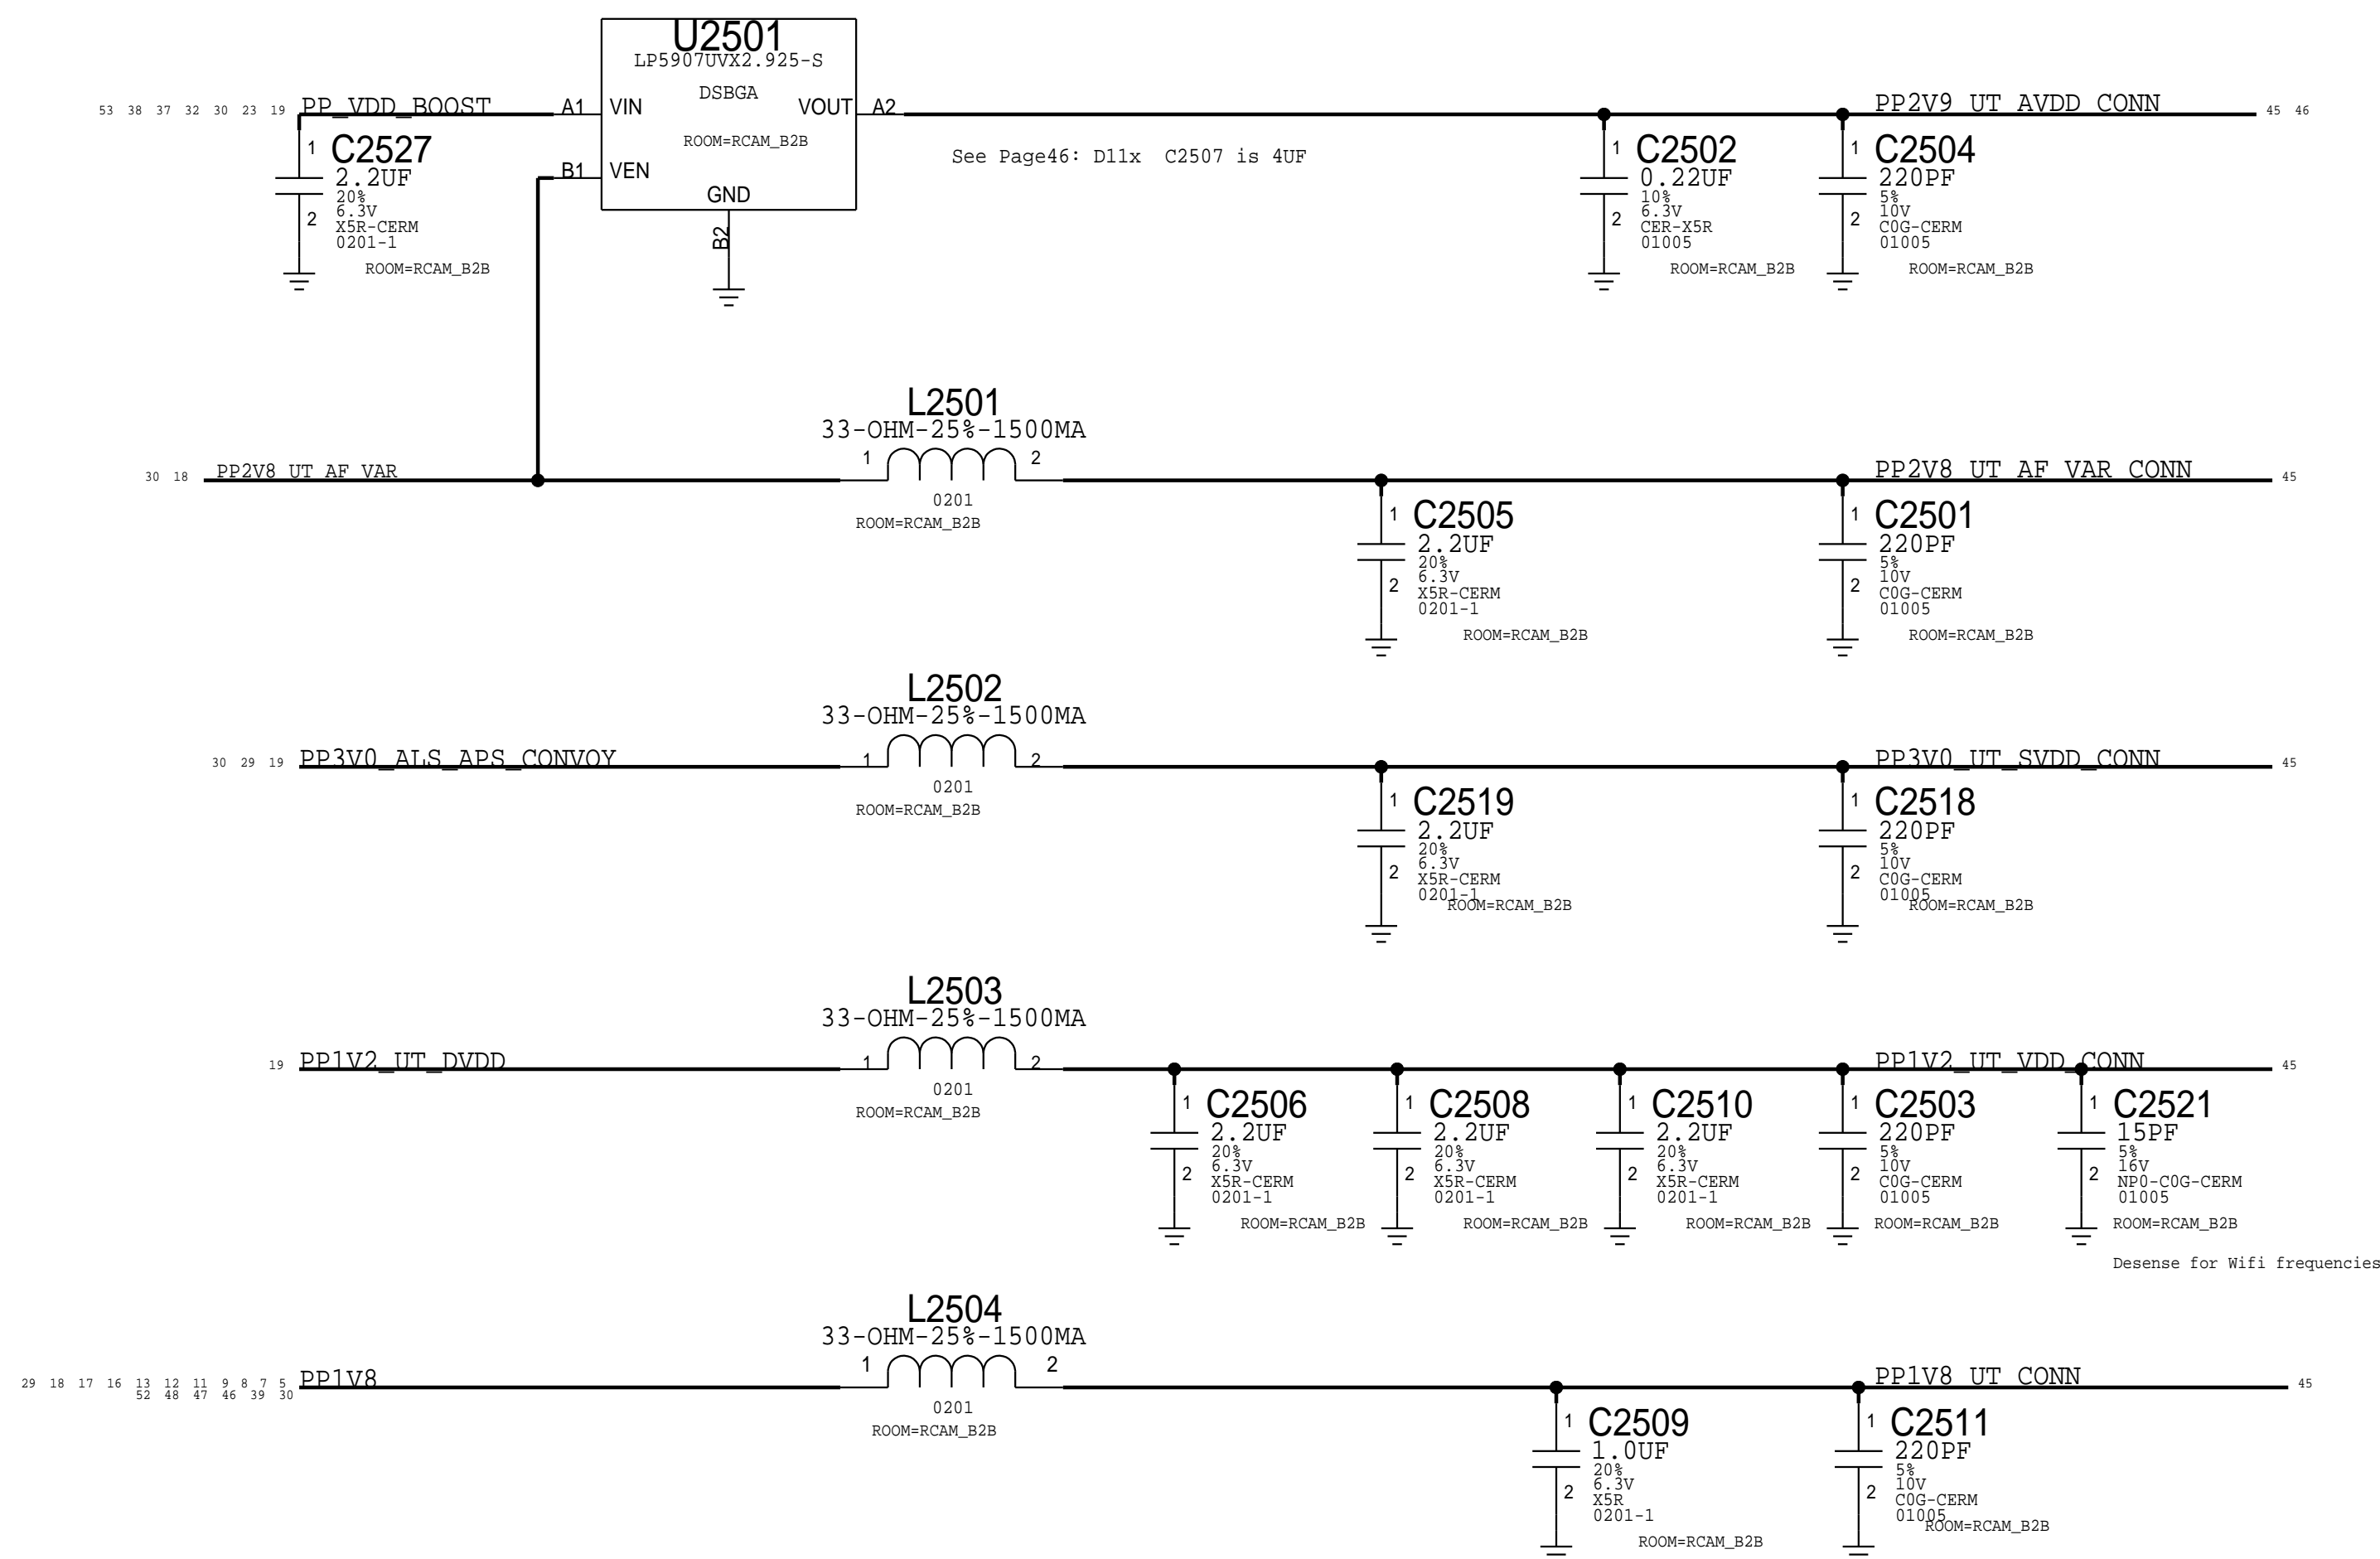 U2501
LP5907UVX2.925-S
DSBGA
ROOM=RCAM_B2B
53 38 37 32 30 23 19 PP_VDD_BOOST A1 VIN VOUT A2
B1 VEN
GND
B2
See Page46: D11x C2507 is 4UF
PP2V9_UT_AVDD_CONN 45 46
1 C2527
2.2UF
20%
6.3V
2 X5R-CERM
0201-1
ROOM=RCAM_B2B
1 C2502
0.22UF
10%
6.3V
2 CER-X5R
01005
ROOM=RCAM_B2B
1 C2504
220PF
5%
10V
2 C0G-CERM
01005
ROOM=RCAM_B2B
L2501
33-OHM-25%-1500MA
30 18 PP2V8_UT_AF_VAR 1 2 PP2V8_UT_AF_VAR_CONN 45
0201
ROOM=RCAM_B2B
1 C2505
2.2UF
20%
6.3V
2 X5R-CERM
0201-1
ROOM=RCAM_B2B
1 C2501
220PF
5%
10V
2 C0G-CERM
01005
ROOM=RCAM_B2B
L2502
33-OHM-25%-1500MA
30 29 19 PP3V0_ALS_APS_CONVOY 1 2 PP3V0_UT_SVDD_CONN 45
0201
ROOM=RCAM_B2B
1 C2519
2.2UF
20%
6.3V
2 X5R-CERM
0201-1
ROOM=RCAM_B2B
1 C2518
220PF
5%
10V
2 C0G-CERM
01005
ROOM=RCAM_B2B
L2503
33-OHM-25%-1500MA
19 PP1V2_UT_DVDD 1 2 PP1V2_UT_VDD_CONN 45
0201
ROOM=RCAM_B2B
1 C2506
2.2UF
20%
6.3V
2 X5R-CERM
0201-1
ROOM=RCAM_B2B
1 C2508
2.2UF
20%
6.3V
2 X5R-CERM
0201-1
ROOM=RCAM_B2B
1 C2510
2.2UF
20%
6.3V
2 X5R-CERM
0201-1
ROOM=RCAM_B2B
1 C2503
220PF
5%
10V
2 C0G-CERM
01005
ROOM=RCAM_B2B
1 C2521
15PF
5%
16V
2 NP0-C0G-CERM
01005
ROOM=RCAM_B2B
Desense for Wifi frequencies
L2504
33-OHM-25%-1500MA
29 18 17 16 13 12 11 9 8 7 5 PP1V8 1 2 PP1V8_UT_CONN 45
52 48 47 46 39 30
0201
ROOM=RCAM_B2B
1 C2509
1.0UF
20%
6.3V
2 X5R
0201-1
ROOM=RCAM_B2B
1 C2511
220PF
5%
10V
2 C0G-CERM
01005
ROOM=RCAM_B2B